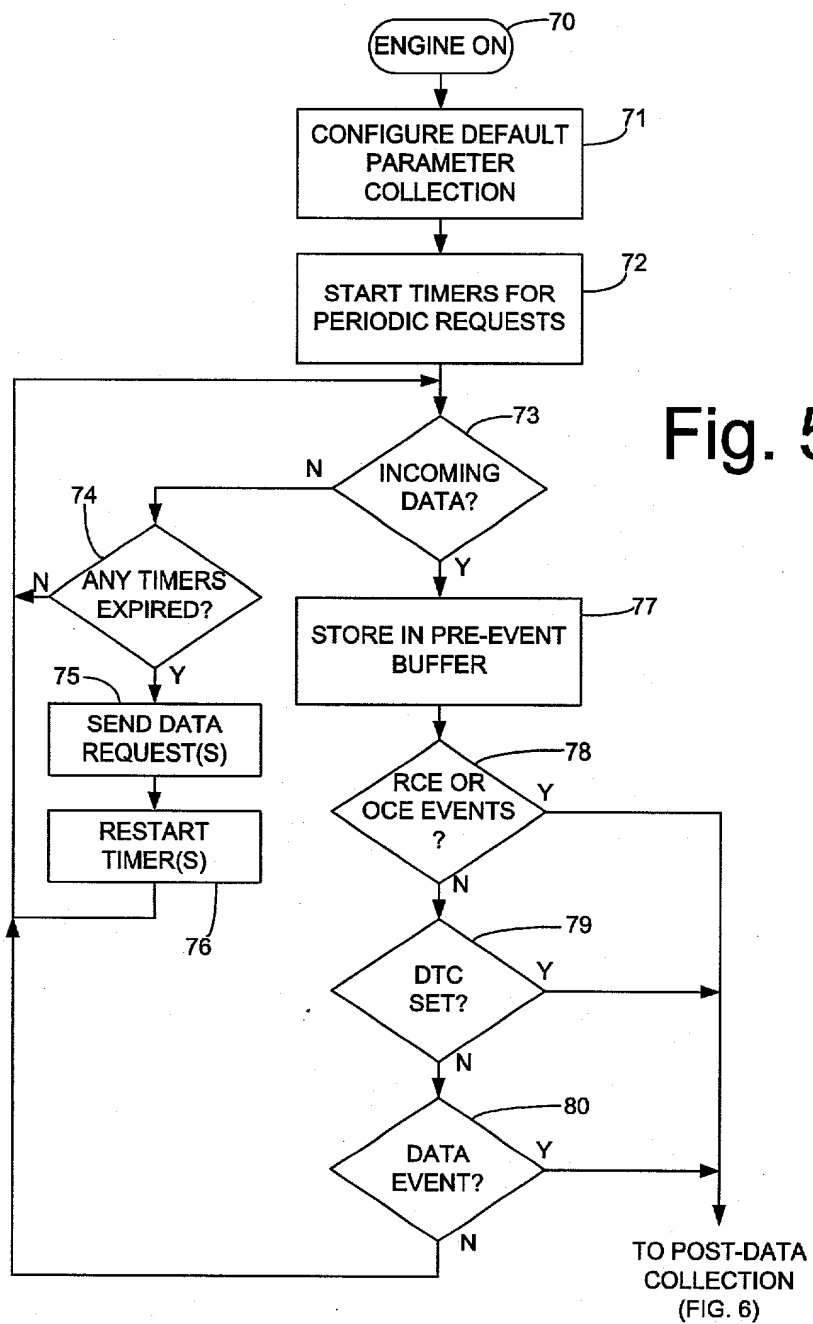 70
ENGINE ON
71
CONFIGURE DEFAULT
PARAMETER
COLLECTION
72
START TIMERS FOR
PERIODIC REQUESTS
73
Fig. 5
N
INCOMING
DATA?
74
Y
N
ANY TIMERS
EXPIRED?
77
STORE IN PRE-EVENT
BUFFER
Y
75
SEND DATA
REQUEST(S)
78
RCE OR
OCE EVENTS
?
Y
RESTART
TIMER(S)
N
76
79
DTC
SET?
Y
N
80
DATA
EVENT?
Y
N
TO POST-DATA
COLLECTION
(FIG. 6)